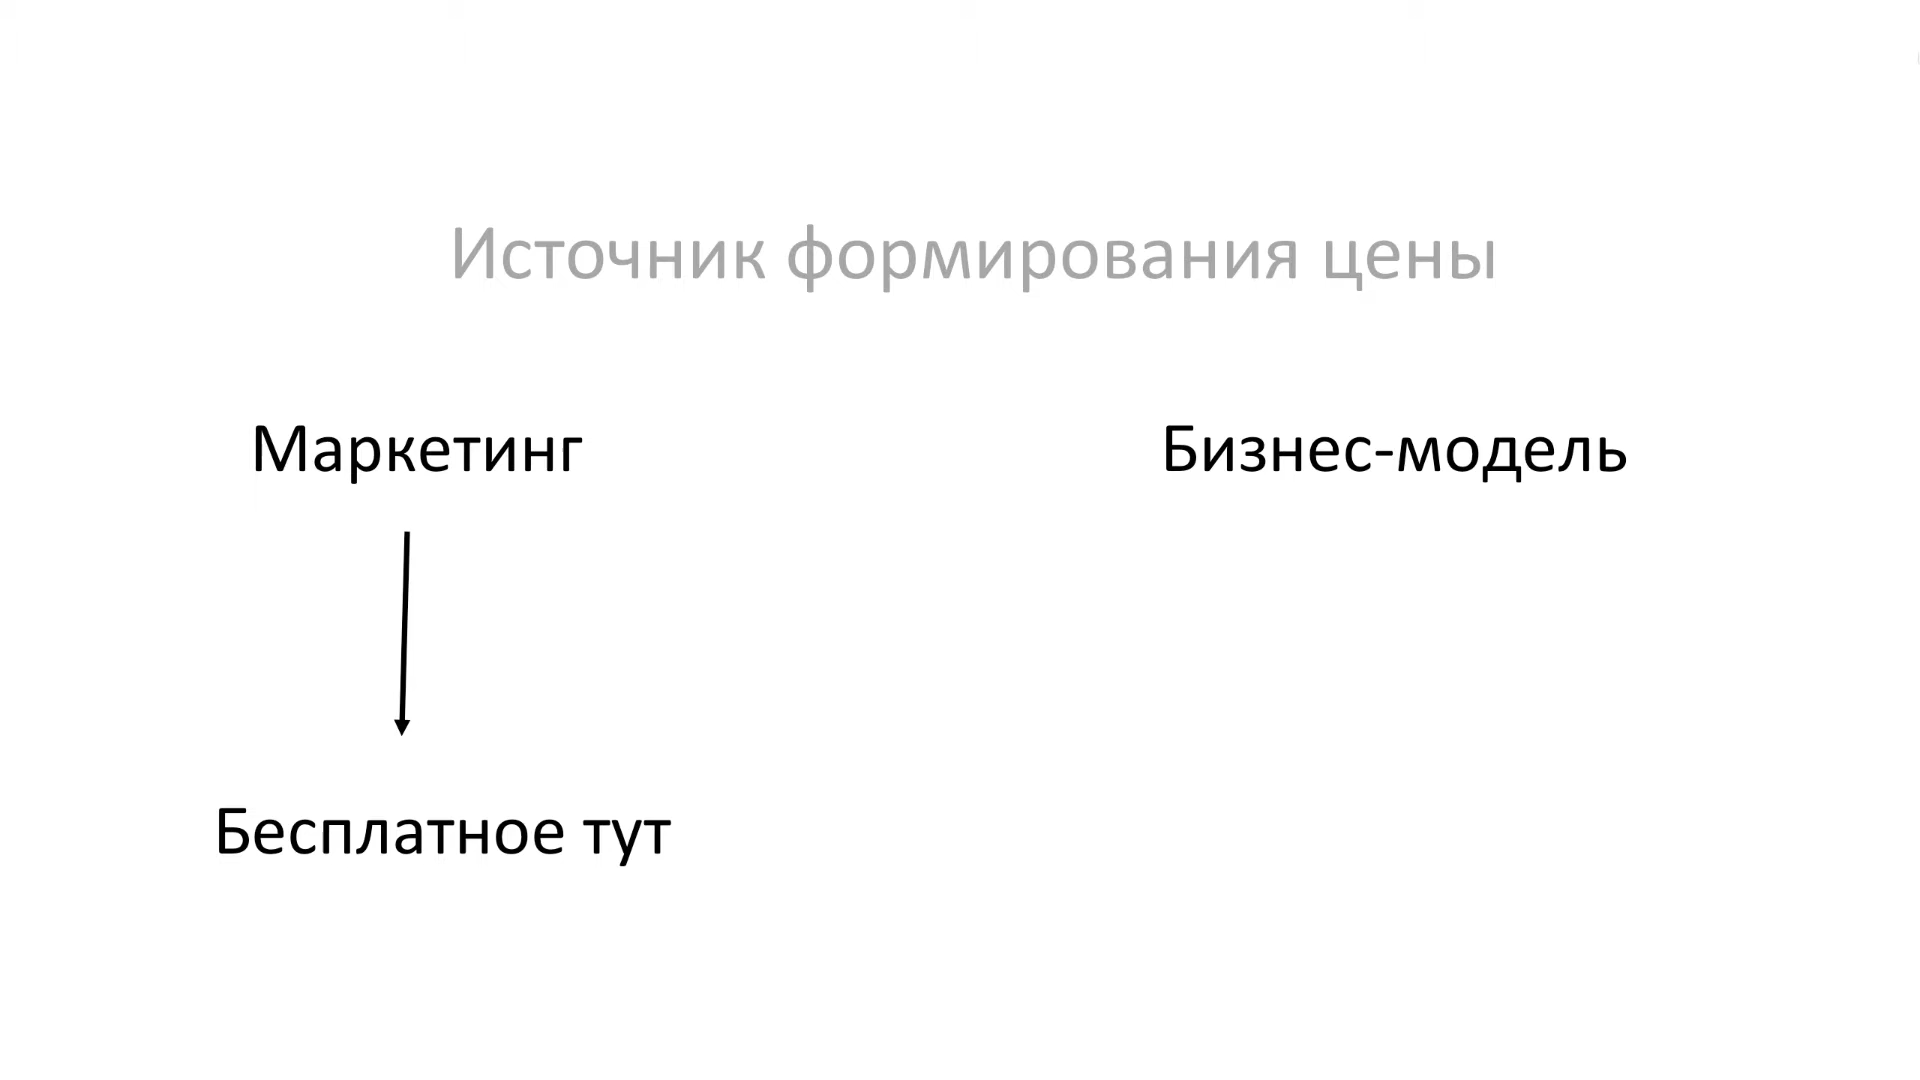 Источник формирования цены
Маркетинг
Бизнес-модель
Бесплатное тут